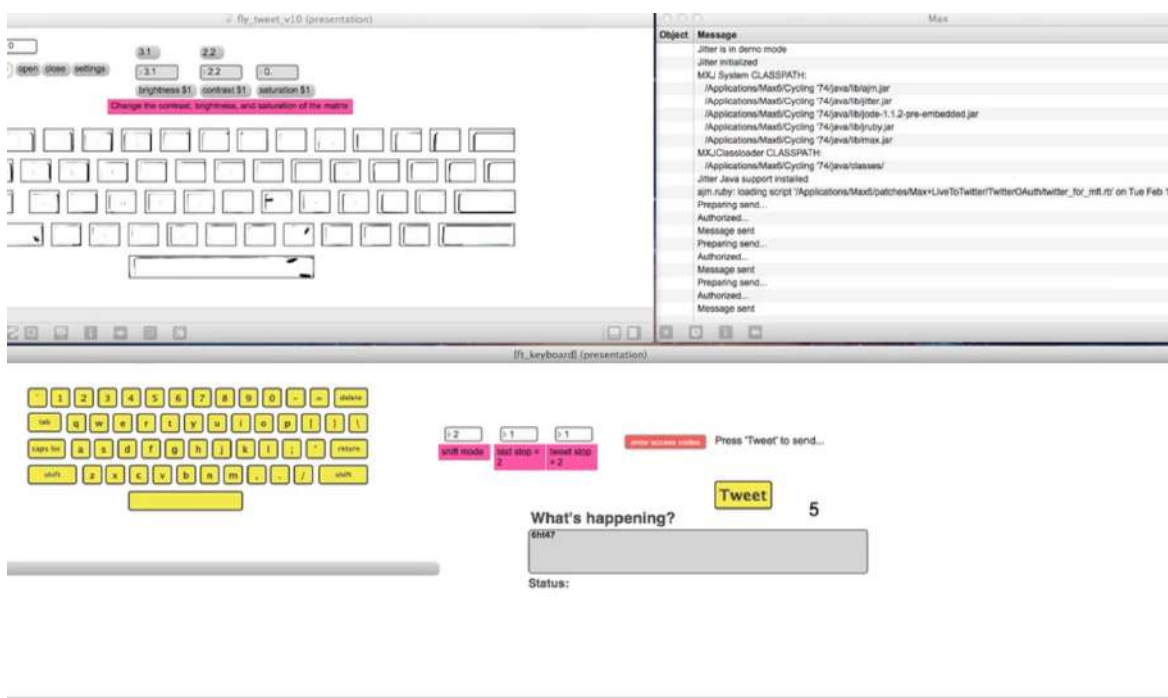 fly_tweet_v10 (presentation)
0
3.1 2.2
open close settings
3.1 2.2 0.
brightness $1 contrast $1 saturation $1
Change the contrast, brightness, and saturation of the matrix
Max
Object Message
Jitter is in demo mode
Jitter initialized
MXJ System CLASSPATH:
/Applications/Max6/Cycling '74/java/lib/ajm.jar
/Applications/Max6/Cycling '74/java/lib/jitter.jar
/Applications/Max6/Cycling '74/java/lib/jode-1.1.2-pre-embedded.jar
/Applications/Max6/Cycling '74/java/lib/jruby.jar
/Applications/Max6/Cycling '74/java/lib/max.jar
MXJClassloader CLASSPATH:
/Applications/Max6/Cycling '74/java/classes/
Jitter Java support installed
ajm.ruby: loading script '/Applications/Max6/patches/Max+LiveToTwitter/TwitterOAuth/twitter_for_mfl.rb' on Tue Feb 1
Preparing send...
Authorized...
Message sent
Preparing send...
Authorized...
Message sent
Preparing send...
Authorized...
Message sent
[ft_keyboard] (presentation)
` 1 2 3 4 5 6 7 8 9 0 - = delete
tab q w e r t y u i o p [ ] \
caps loc a s d f g h j k l ; ' return
shift z x c v b n m , . / shift
2 1 1
shift mode text stop = 2 tweet stop = 2
enter access codes Press 'Tweet' to send...
Tweet
5
What's happening?
6ht47
Status: